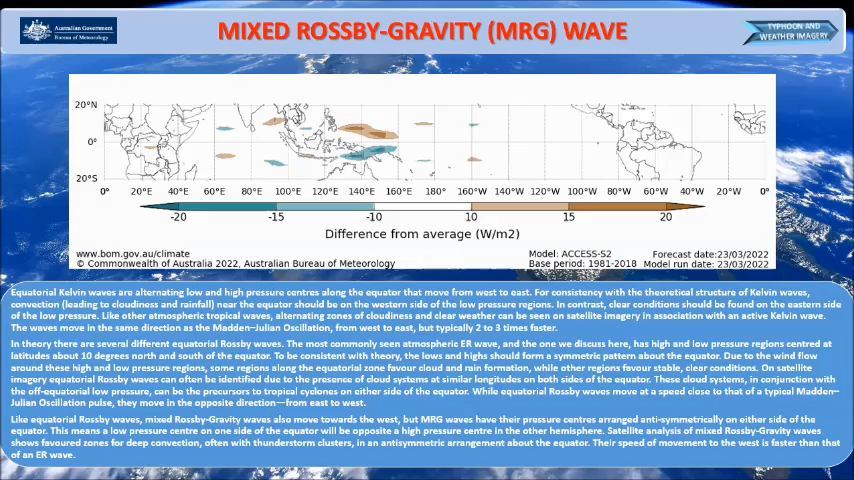 Australian Government
Bureau of Meteorology
MIXED ROSSBY-GRAVITY (MRG) WAVE
TYPHOON AND
WEATHER IMAGERY
20°N
0°
20°S
0° 20°E 40°E 60°E 80°E 100°E 120°E 140°E 160°E 180° 160°W 140°W 120°W 100°W 80°W 60°W 40°W 20°W 0°
-20 -15 -10 10 15 20
Difference from average (W/m2)
www.bom.gov.au/climate
© Commonwealth of Australia 2022, Australian Bureau of Meteorology
Model: ACCESS-S2
Base period: 1981-2018
Forecast date:23/03/2022
Model run date: 23/03/2022
Equatorial Kelvin waves are alternating low and high pressure centres along the equator that move from west to east. For consistency with the theoretical structure of Kelvin waves,
convection (leading to cloudiness and rainfall) near the equator should be on the western side of the low pressure regions. In contrast, clear conditions should be found on the eastern side
of the low pressure. Like other atmospheric tropical waves, alternating zones of cloudiness and clear weather can be seen on satellite imagery in association with an active Kelvin wave.
The waves move in the same direction as the Madden–Julian Oscillation, from west to east, but typically 2 to 3 times faster.
In theory there are several different equatorial Rossby waves. The most commonly seen atmospheric ER wave, and the one we discuss here, has high and low pressure regions centred at
latitudes about 10 degrees north and south of the equator. To be consistent with theory, the lows and highs should form a symmetric pattern about the equator. Due to the wind flow
around these high and low pressure regions, some regions along the equatorial zone favour cloud and rain formation, while other regions favour stable, clear conditions. On satellite
imagery equatorial Rossby waves can often be identified due to the presence of cloud systems at similar longitudes on both sides of the equator. These cloud systems, in conjunction with
the off-equatorial low pressure, can be the precursors to tropical cyclones on either side of the equator. While equatorial Rossby waves move at a speed close to that of a typical Madden–
Julian Oscillation pulse, they move in the opposite direction—from east to west.
Like equatorial Rossby waves, mixed Rossby-Gravity waves also move towards the west, but MRG waves have their pressure centres arranged anti-symmetrically on either side of the
equator. This means a low pressure centre on one side of the equator will be opposite a high pressure centre in the other hemisphere. Satellite analysis of mixed Rossby-Gravity waves
shows favoured zones for deep convection, often with thunderstorm clusters, in an antisymmetric arrangement about the equator. Their speed of movement to the west is faster than that
of an ER wave.